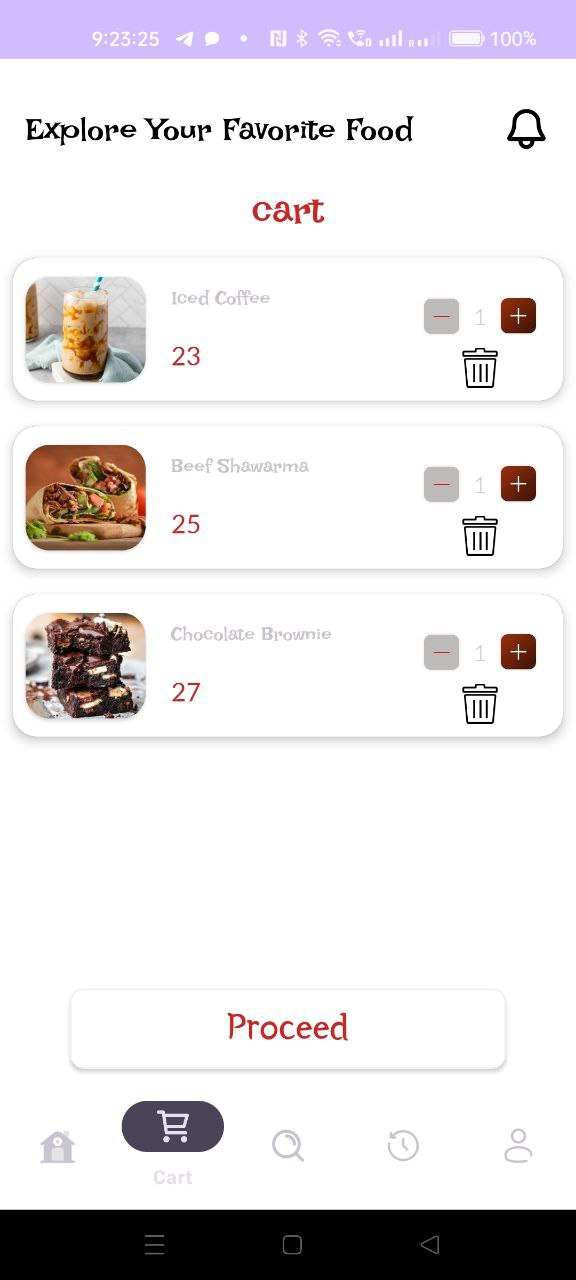 9:23:25 100%
Explore Your Favorite Food
cart
Iced Coffee
1
23
Beef Shawarma
1
25
Chocolate Brownie
1
27
Proceed
Cart